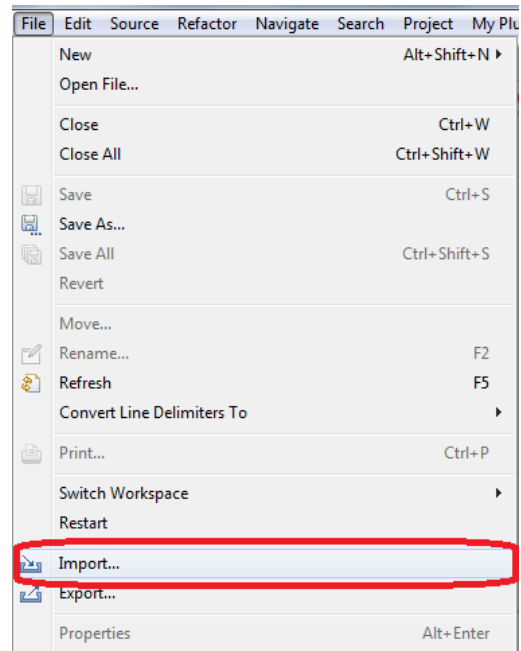 File Edit Source Refactor Navigate Search Project My Plu
New Alt+Shift+N
Open File...
Close Ctrl+W
Close All Ctrl+Shift+W
Save Ctrl+S
Save As...
Save All Ctrl+Shift+S
Revert
Move...
Rename... F2
Refresh F5
Convert Line Delimiters To
Print... Ctrl+P
Switch Workspace
Restart
Import...
Export...
Properties Alt+Enter